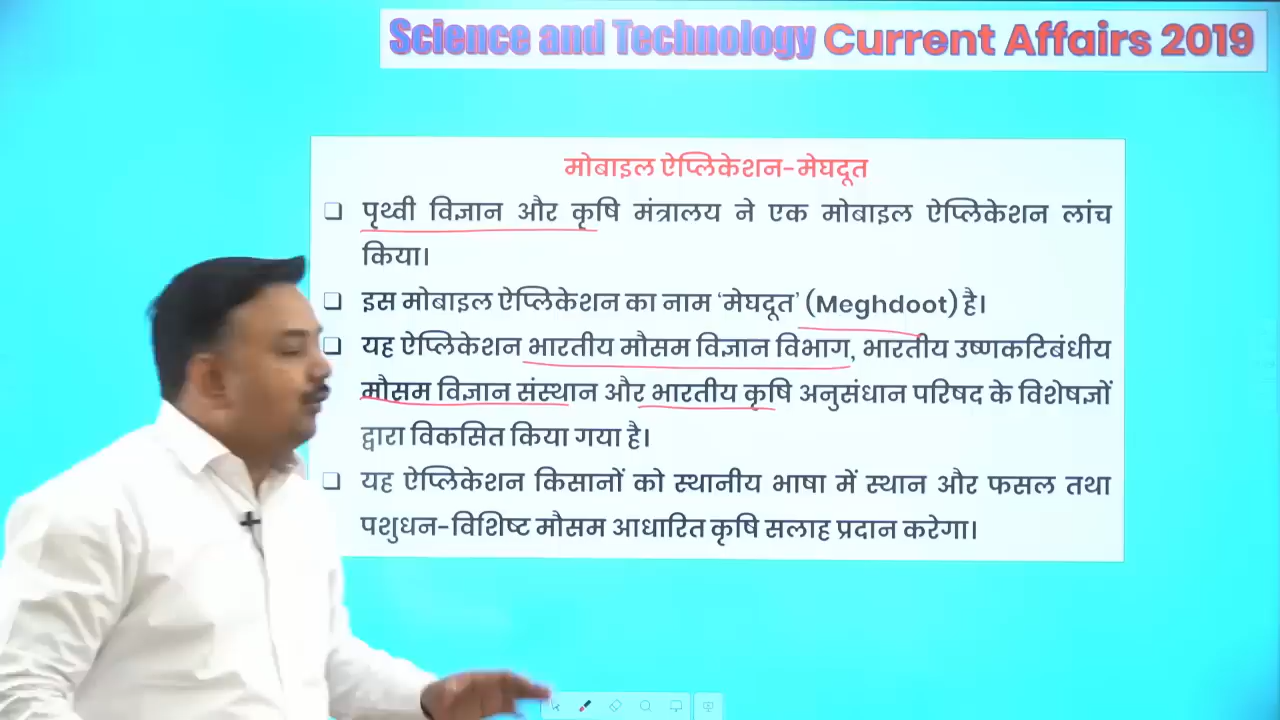 Science and Technology Current Affairs 2019
मोबाइल ऐप्लिकेशन-मेघदूत
पृथ्वी विज्ञान और कृषि मंत्रालय ने एक मोबाइल ऐप्लिकेशन लांच
किया।
इस मोबाइल ऐप्लिकेशन का नाम ‘मेघदूत’ (Meghdoot) है।
यह ऐप्लिकेशन भारतीय मौसम विज्ञान विभाग, भारतीय उष्णकटिबंधीय
मौसम विज्ञान संस्थान और भारतीय कृषि अनुसंधान परिषद के विशेषज्ञों
द्वारा विकसित किया गया है।
यह ऐप्लिकेशन किसानों को स्थानीय भाषा में स्थान और फसल तथा
पशुधन-विशिष्ट मौसम आधारित कृषि सलाह प्रदान करेगा।